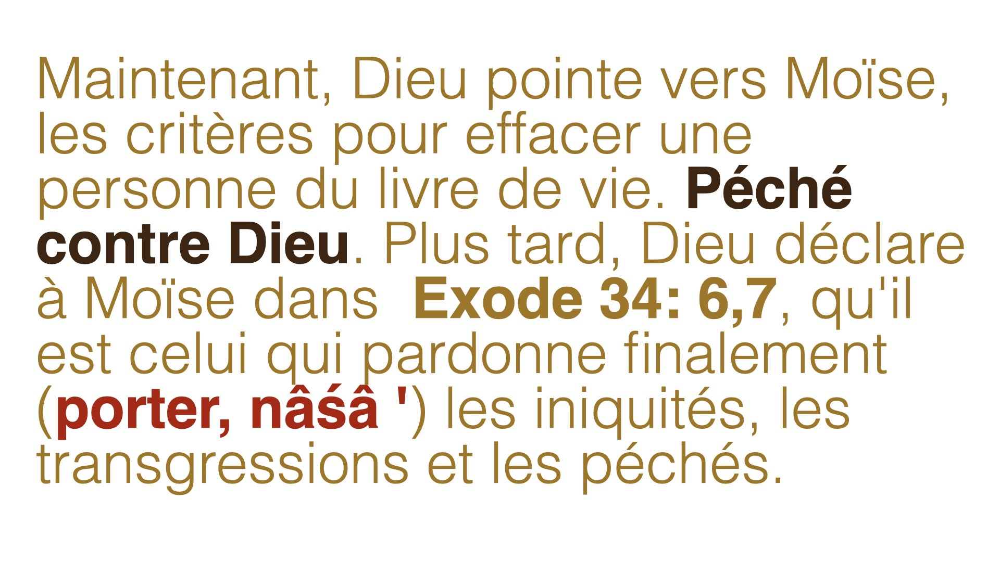 Maintenant, Dieu pointe vers Moïse,
les critères pour effacer une
personne du livre de vie. Péché
contre Dieu. Plus tard, Dieu déclare
à Moïse dans  Exode 34: 6,7, qu'il
est celui qui pardonne finalement
(porter, nâśâ ') les iniquités, les
transgressions et les péchés.